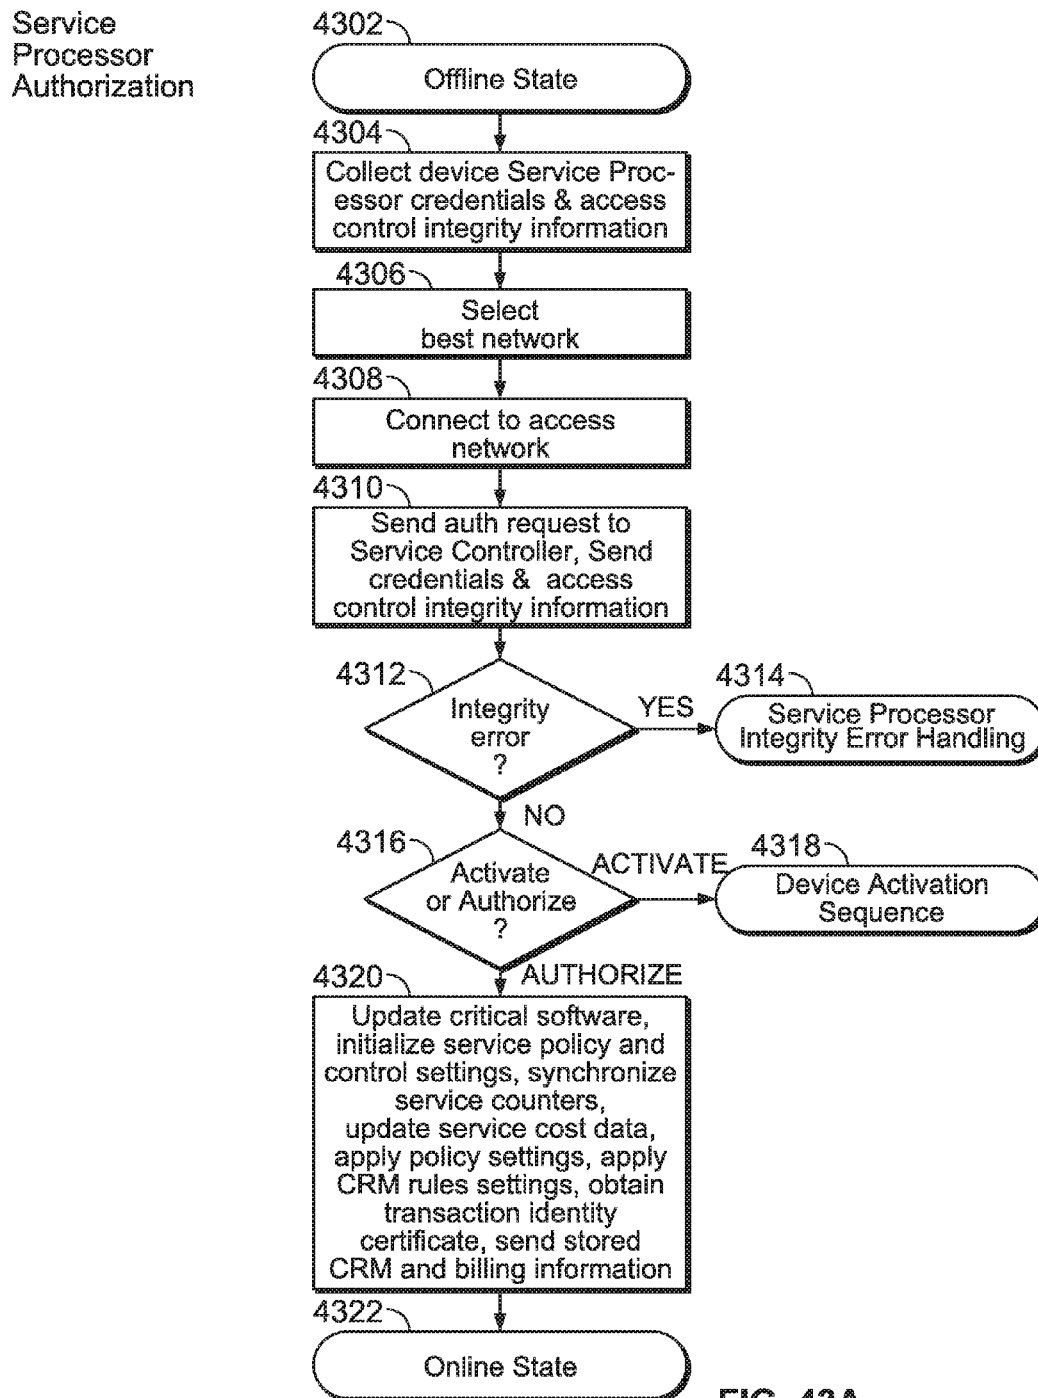 Service
Processor
Authorization
4302
Offline State
4304
Collect device Service Proc-
essor credentials & access
control integrity information
4306
Select
best network
4308
Connect to access
network
4310
Send auth request to
Service Controller, Send
credentials & access
control integrity information
4312
Integrity
error
?
YES
4314
Service Processor
Integrity Error Handling
NO
4316
Activate
or Authorize
?
ACTIVATE
4318
Device Activation
Sequence
AUTHORIZE
4320
Update critical software,
initialize service policy and
control settings, synchronize
service counters,
update service cost data,
apply policy settings, apply
CRM rules settings, obtain
transaction identity
certificate, send stored
CRM and billing information
4322
Online State
FIG. 43A